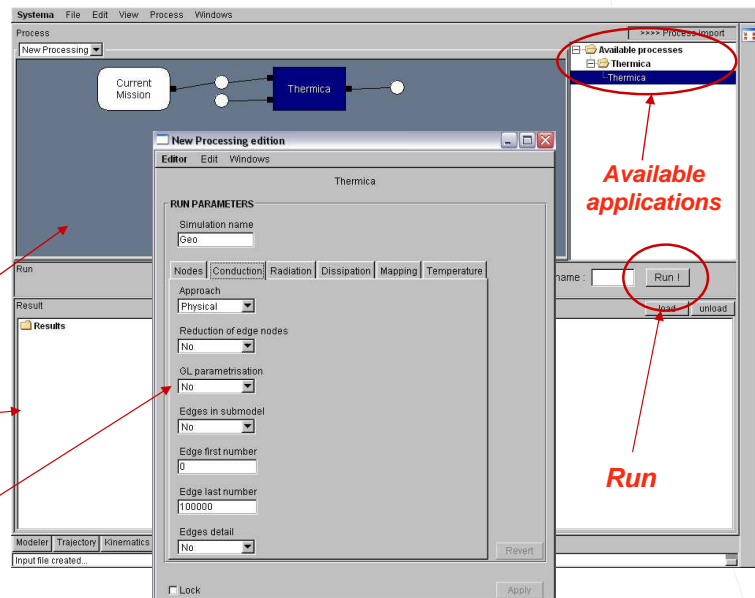 Systema File Edit View Process Windows
Process
>>>> Process import
New Processing
Available processes
Thermica
Thermica
Current
Mission
Thermica
New Processing edition
Editor Edit Windows
Thermica
RUN PARAMETERS
Simulation name
Geo
Nodes Conduction Radiation Dissipation Mapping Temperature
Approach
Physical
Reduction of edge nodes
No
GL parametrisation
No
Edges in submodel
No
Edge first number
0
Edge last number
100000
Edges detail
No
Revert
Lock
Apply
Available
applications
Run
name :
Run !
Result
load unload
Results
Run
Modeler Trajectory Kinematics
Input file created...